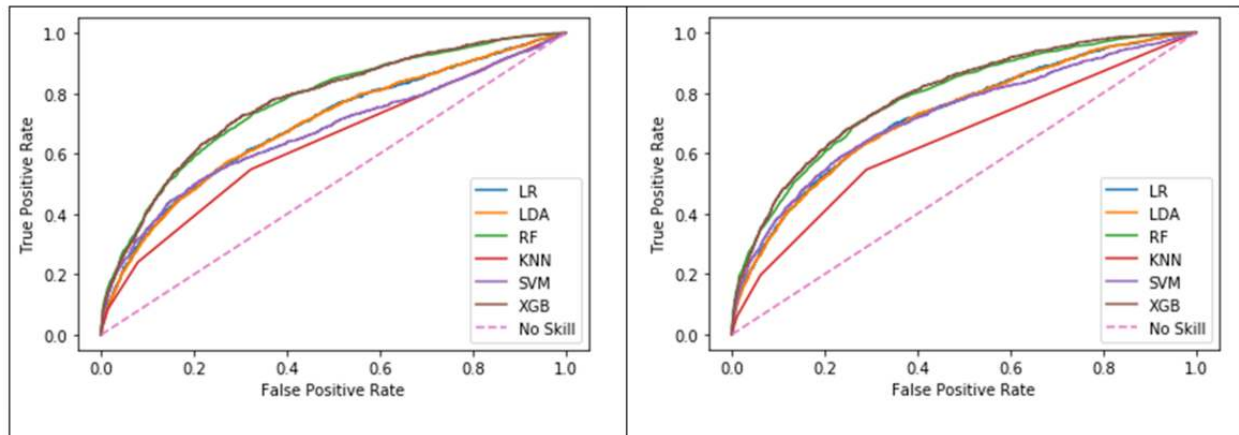 1.0
0.8
0.6
0.4
0.2
0.0
True Positive Rate
LR
LDA
RF
KNN
SVM
XGB
No Skill
0.0 0.2 0.4 0.6 0.8 1.0
False Positive Rate
1.0
0.8
0.6
0.4
0.2
0.0
True Positive Rate
LR
LDA
RF
KNN
SVM
XGB
No Skill
0.0 0.2 0.4 0.6 0.8 1.0
False Positive Rate